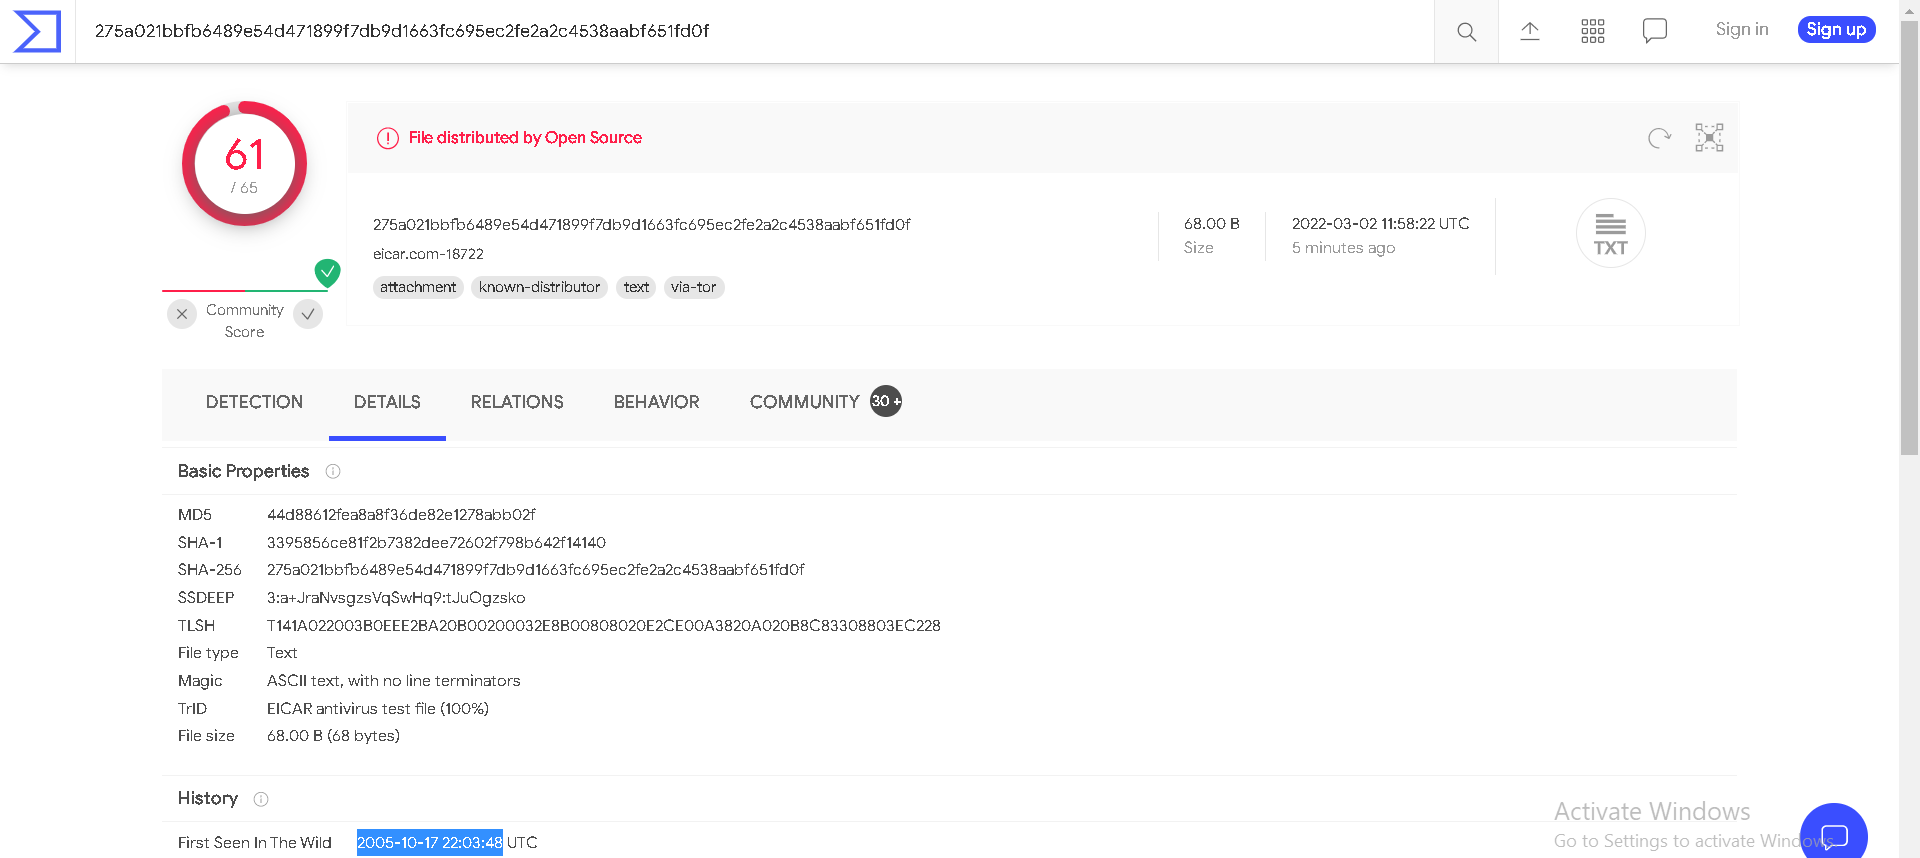 275a021bbfb6489e54d471899f7db9d1663fc695ec2fe2a2c4538aabf651fd0f
Sign in
Sign up
61
/ 65
File distributed by Open Source
275a021bbfb6489e54d471899f7db9d1663fc695ec2fe2a2c4538aabf651fd0f
eicar.com-18722
attachment known-distributor text via-tor
68.00 B
Size
2022-03-02 11:58:22 UTC
5 minutes ago
TXT
Community
Score
DETECTION DETAILS RELATIONS BEHAVIOR COMMUNITY 30 +
Basic Properties
MD5 44d88612fea8a8f36de82e1278abb02f
SHA-1 3395856ce81f2b7382dee72602f798b642f14140
SHA-256 275a021bbfb6489e54d471899f7db9d1663fc695ec2fe2a2c4538aabf651fd0f
SSDEEP 3:a+JraNvsgzsVqSwHq9:tJuOgzsko
TLSH T141A022003B0EEE2BA20B00200032E8B00808020E2CE00A3820A020B8C83308803EC228
File type Text
Magic ASCII text, with no line terminators
TrID EICAR antivirus test file (100%)
File size 68.00 B (68 bytes)
History
First Seen In The Wild 2005-10-17 22:03:48 UTC
Activate Windows
Go to Settings to activate Windows.